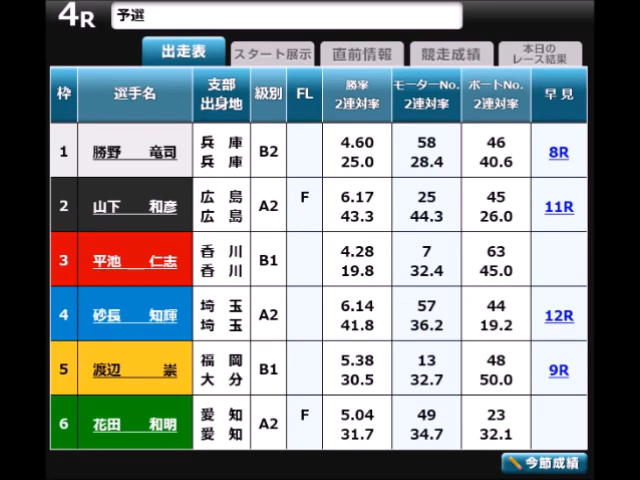 4R 予選
出走表 スタート展示 直前情報 競走成績 本日の
レース結果
枠 選手名 支部 級別 FL 勝率 モーターNo. ボートNo. 早見
出身地 2連対率 2連対率 2連対率
1 勝野 竜司 兵庫 B2 4.60 58 46 8R
兵庫 25.0 28.4 40.6
2 山下 和彦 広島 A2 F 6.17 25 45 11R
広島 43.3 44.3 26.0
3 平池 仁志 香川 B1 4.28 7 63
香川 19.8 32.4 45.0
4 砂長 知輝 埼玉 A2 6.14 57 44 12R
埼玉 41.8 36.2 19.2
5 渡辺 崇 福岡 B1 5.38 13 48 9R
大分 30.5 32.7 50.0
6 花田 和明 愛知 A2 F 5.04 49 23
愛知 31.7 34.7 32.1
今節成績